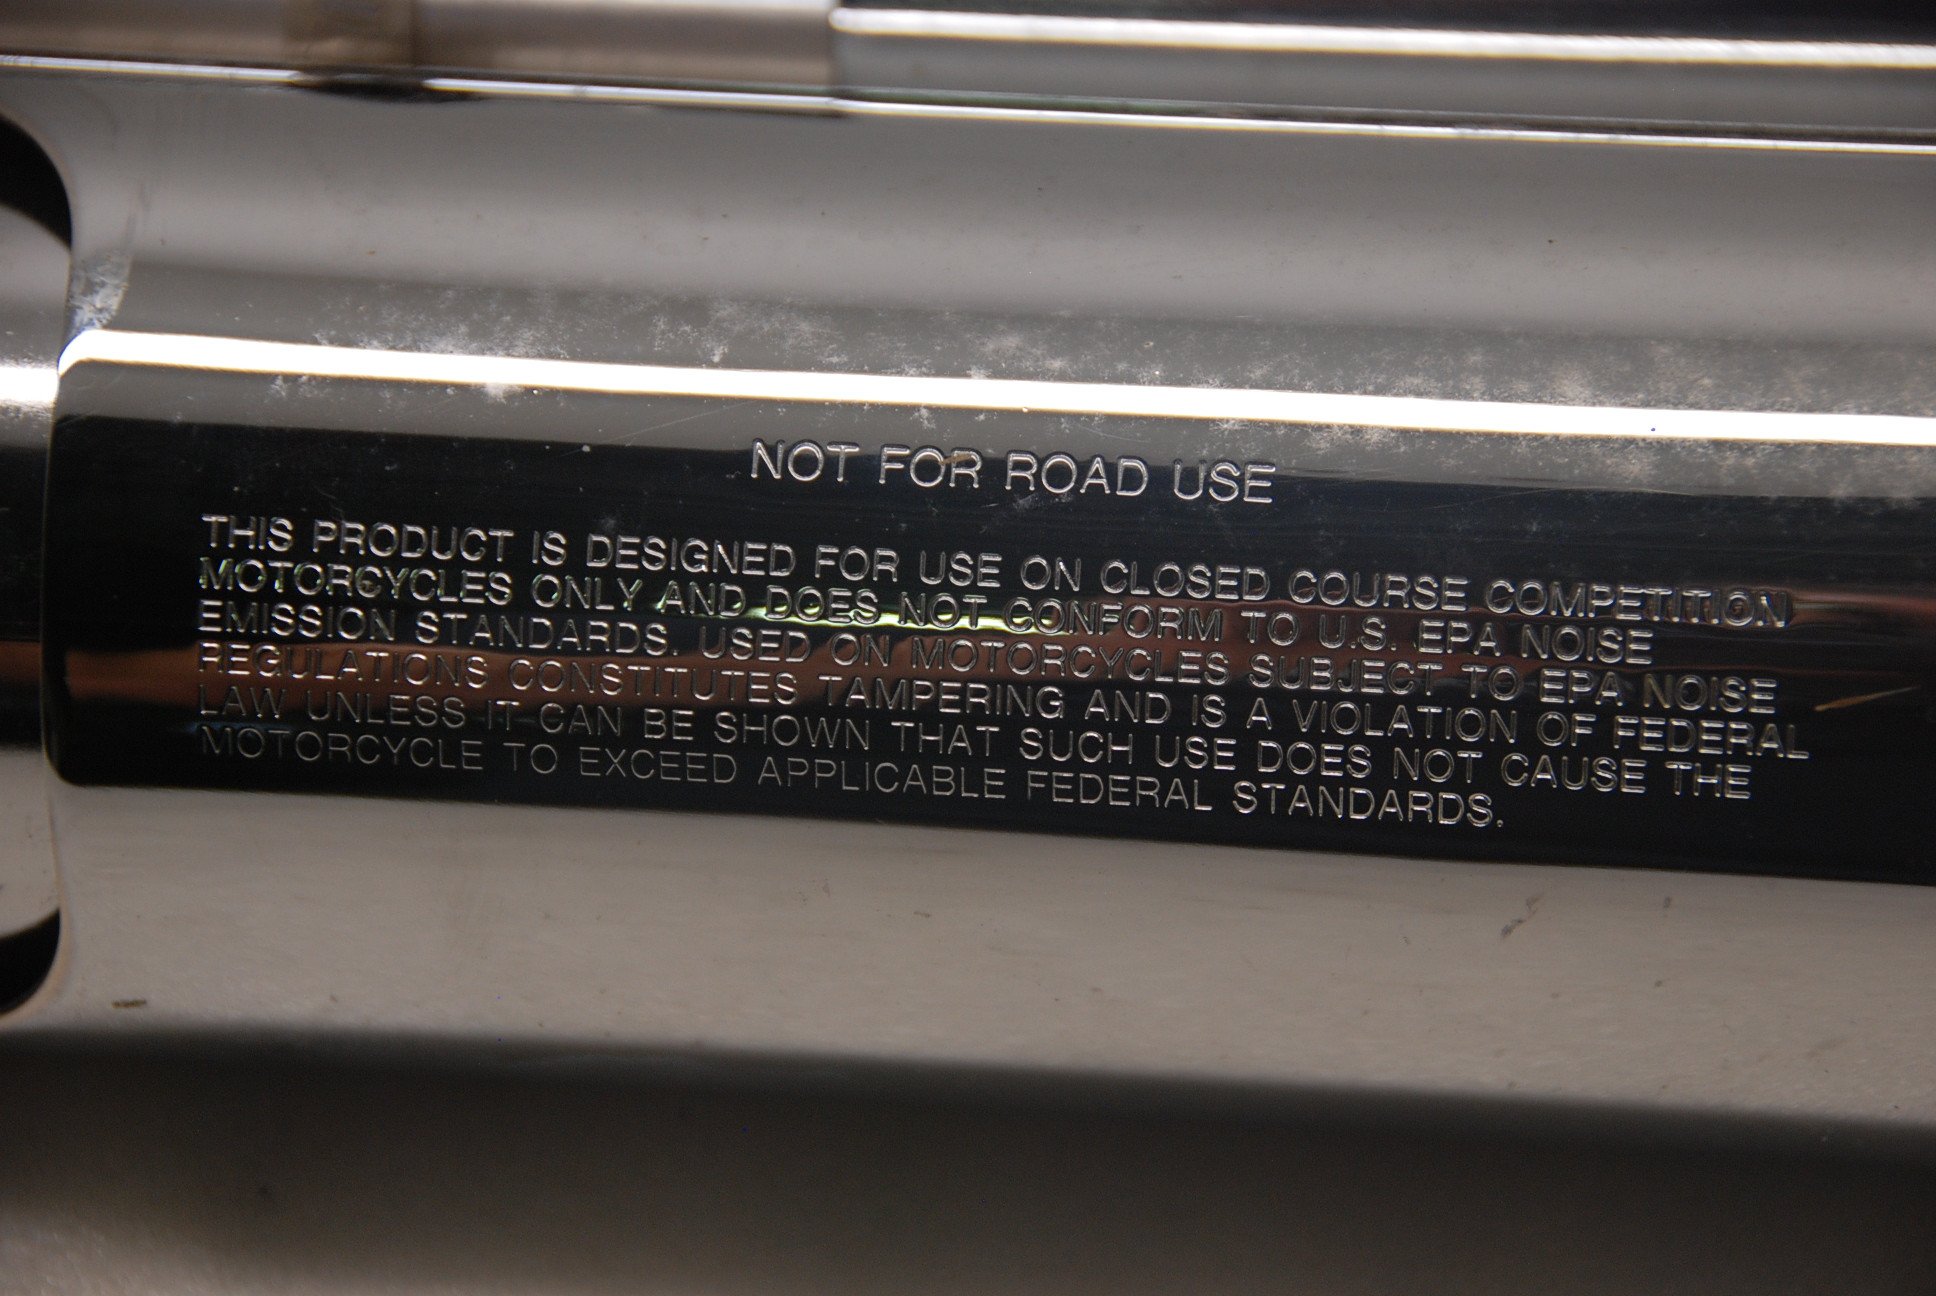 NOT FOR ROAD USE
THIS PRODUCT IS DESIGNED FOR USE ON CLOSED COURSE COMPETITION
MOTORCYCLES ONLY AND DOES NOT CONFORM TO U.S. EPA NOISE
EMISSION STANDARDS. USED ON MOTORCYCLES SUBJECT TO EPA NOISE
REGULATIONS CONSTITUTES TAMPERING AND IS A VIOLATION OF FEDERAL
LAW UNLESS IT CAN BE SHOWN THAT SUCH USE DOES NOT CAUSE THE
MOTORCYCLE TO EXCEED APPLICABLE FEDERAL STANDARDS.